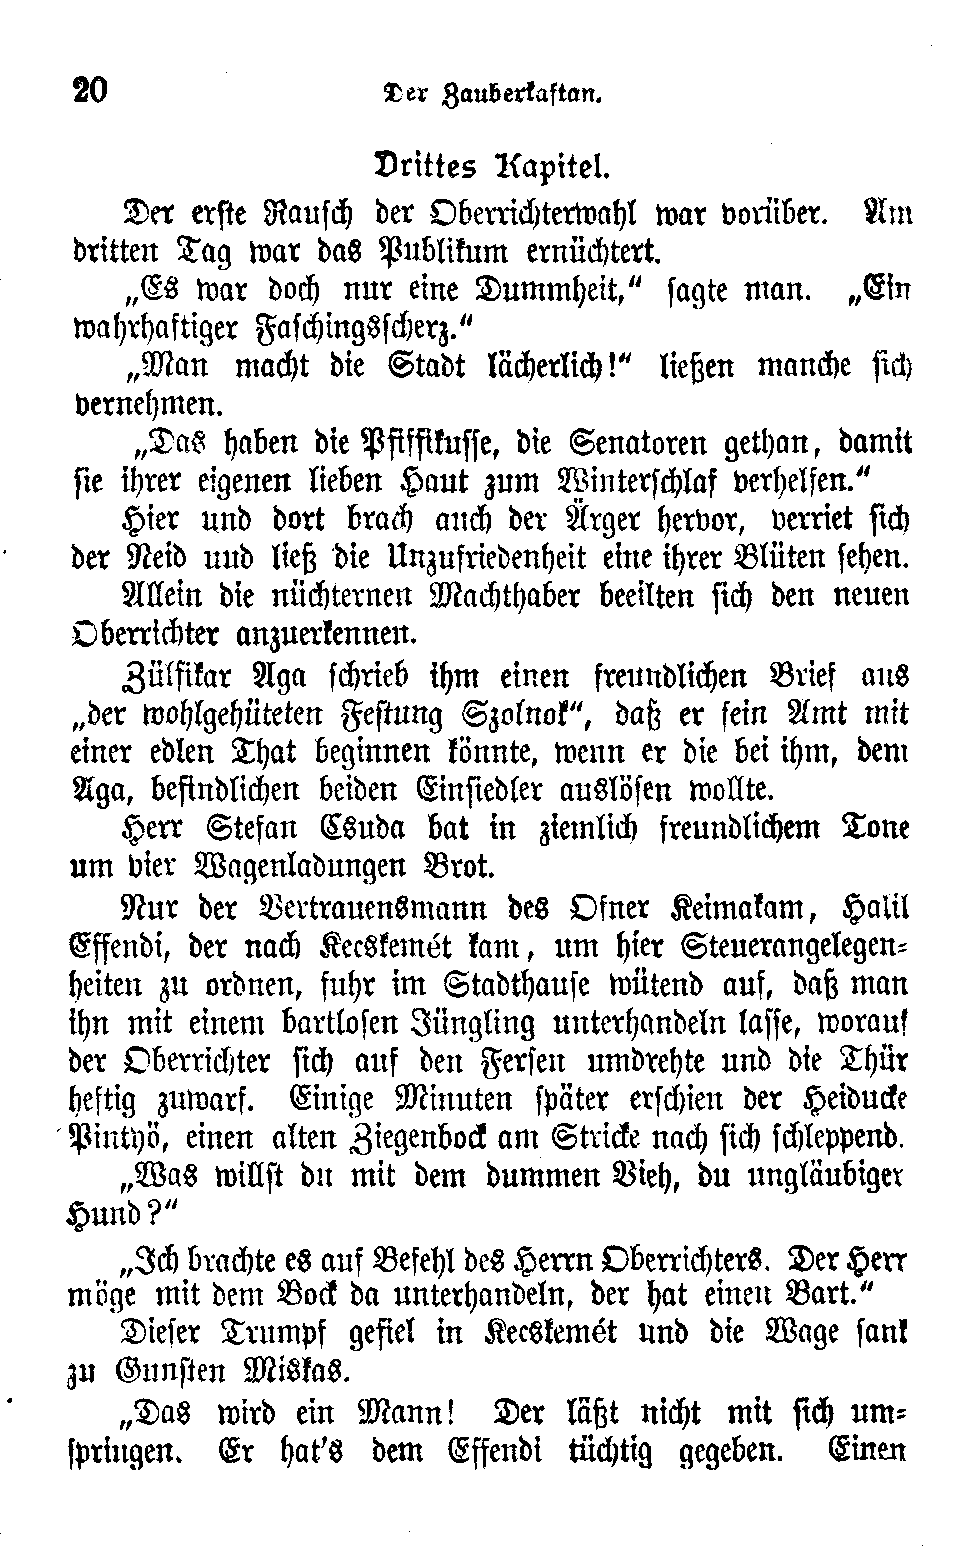 20 Der Zauberkaftan.
Drittes Kapitel.
Der erste Rausch der Oberrichterwahl war vorüber. Am
dritten Tag war das Publikum ernüchtert.
„Es war doch nur eine Dummheit,“ sagte man. „Ein
wahrhaftiger Faschingsscherz.“
„Man macht die Stadt lächerlich!“ ließen manche sich
vernehmen.
„Das haben die Pfiffikusse, die Senatoren gethan, damit
sie ihrer eigenen lieben Haut zum Winterschlaf verhelfen.“
Hier und dort brach auch der Ärger hervor, verriet sich
der Neid und ließ die Unzufriedenheit eine ihrer Blüten sehen.
Allein die nüchternen Machthaber beeilten sich den neuen
Oberrichter anzuerkennen.
Zülfikar Aga schrieb ihm einen freundlichen Brief aus
„der wohlgehüteten Festung Szolnok“, daß er sein Amt mit
einer edlen That beginnen könnte, wenn er die bei ihm, dem
Aga, befindlichen beiden Einsiedler auslösen wollte.
Herr Stefan Csuda bat in ziemlich freundlichem Tone
um vier Wagenladungen Brot.
Nur der Vertrauensmann des Ofner Keimakam, Halil
Effendi, der nach Kecskemét kam, um hier Steuerangelegen-
heiten zu ordnen, fuhr im Stadthause wütend auf, daß man
ihn mit einem bartlosen Jüngling unterhandeln lasse, worauf
der Oberrichter sich auf den Fersen umdrehte und die Thür
heftig zuwarf. Einige Minuten später erschien der Heiducke
Pintyö, einen alten Ziegenbock am Stricke nach sich schleppend.
„Was willst du mit dem dummen Vieh, du ungläubiger
Hund?“
„Ich brachte es auf Befehl des Herrn Oberrichters. Der Herr
möge mit dem Bock da unterhandeln, der hat einen Bart.“
Dieser Trumpf gefiel in Kecskemét und die Wage sank
zu Gunsten Miskas.
„Das wird ein Mann! Der läßt nicht mit sich um-
springen. Er hat's dem Effendi tüchtig gegeben. Einen